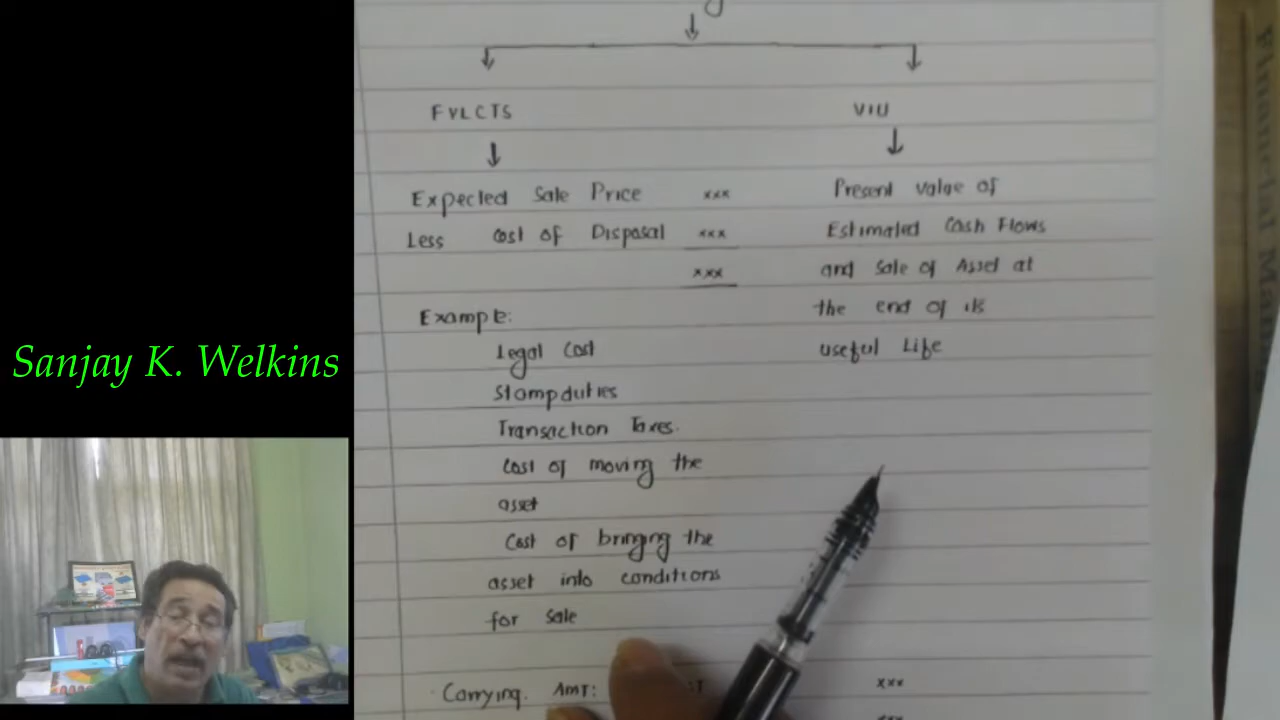 FVLCTS
VIU
Expected Sale Price xxx
Present value of
Less Cost of Disposal xxx
Estimated Cash Flows
xxx
and Sale of Asset at
Example:
the end of its
Legal Cost
useful Life
Stampduties
Transaction Taxes.
Cost of moving the
asset
Cost of bringing the
asset into conditions
for sale
Carrying. AMT:
xxx
Sanjay K. Welkins